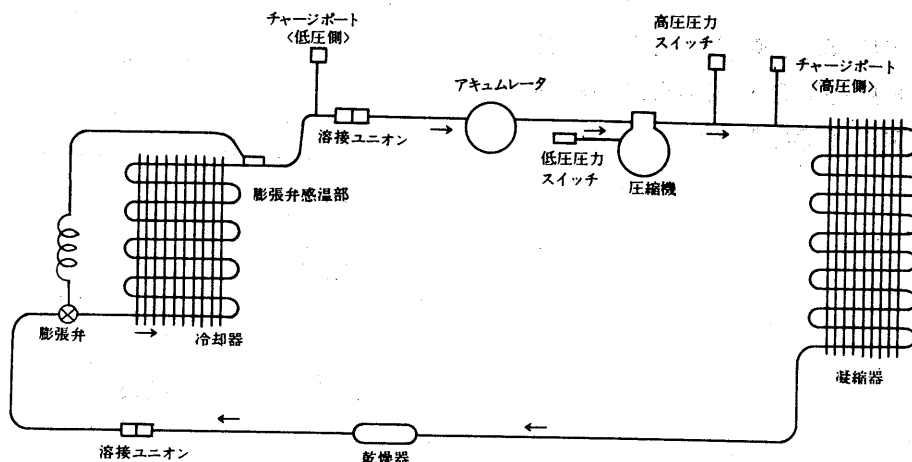 チャージポート
<低圧側>
高圧圧力
スイッチ
チャージポート
<高圧側>
アキュムレータ
溶接ユニオン
低圧圧力
スイッチ
圧縮機
膨張弁感温部
膨張弁
冷却器
凝縮器
溶接ユニオン
乾燥器